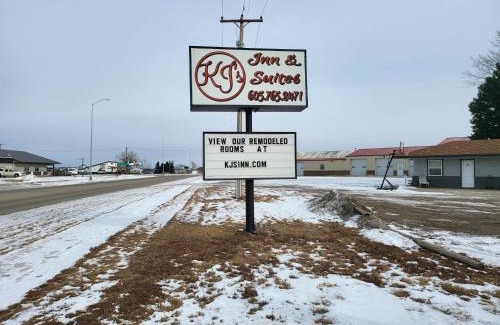 KJ's
Inn &
Suites
605.765.2471
VIEW OUR REMODELED
ROOMS AT
KJSINN.COM